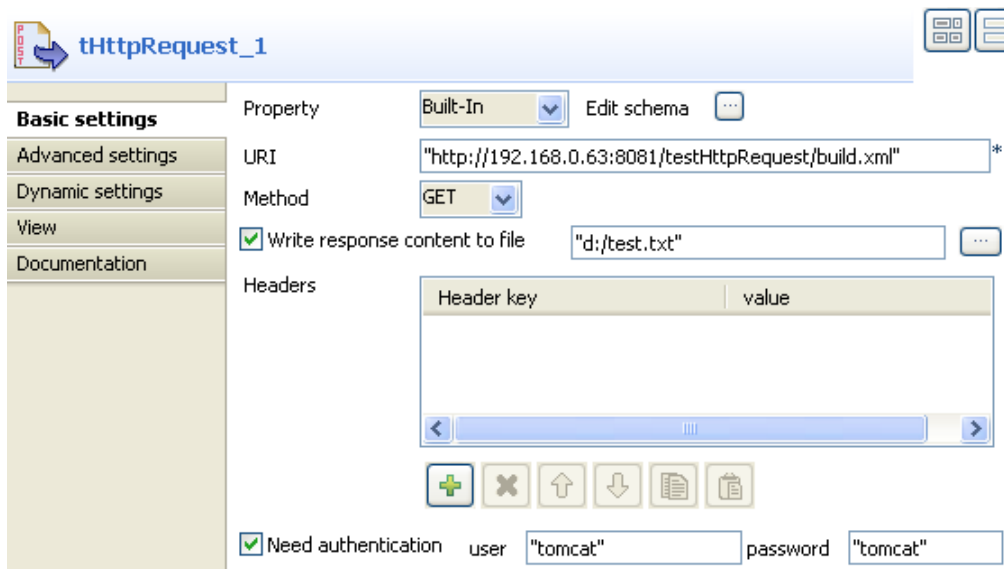 POST
tHttpRequest_1
Basic settings
Advanced settings
Dynamic settings
View
Documentation
Property Built-In Edit schema ...
URI "http://192.168.0.63:8081/testHttpRequest/build.xml" *
Method GET
Write response content to file "d:/test.txt" ...
Headers
Header key value
Need authentication user "tomcat" password "tomcat"